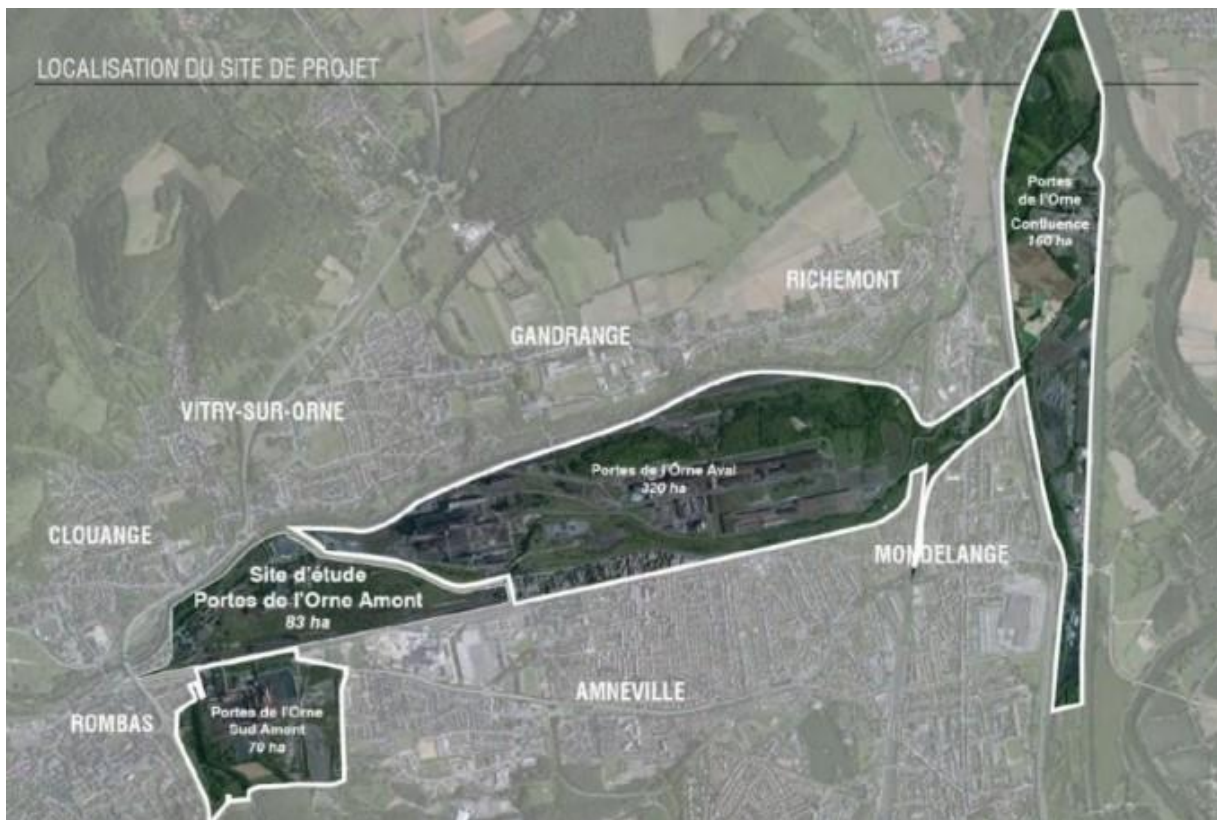 LOCALISATION DU SITE DE PROJET
Portes
de l'Orne
Confluence
160 ha
RICHEMONT
GANDRANGE
VITRY-SUR-ORNE
Portes de l'Orne Aval
320 ha
CLOUANGE
MONDELANGE
Site d'étude
Portes de l'Orne Amont
83 ha
AMNEVILLE
ROMBAS
Portes de l'Orne
Sud Amont
70 ha